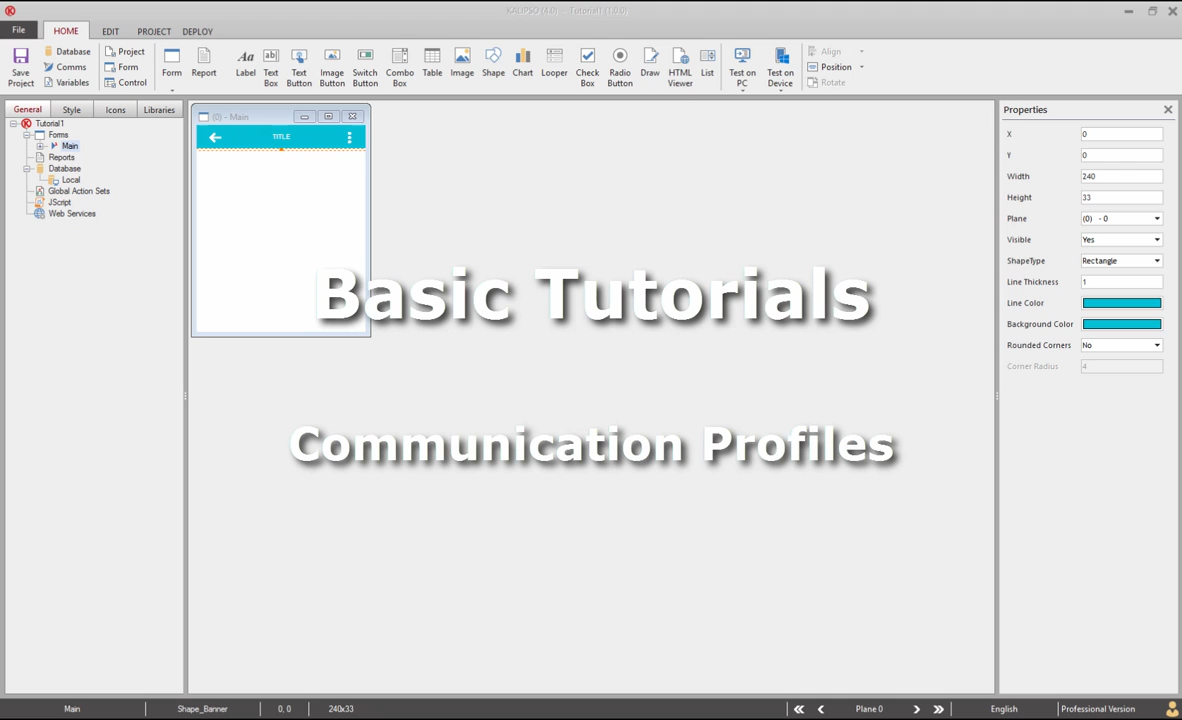 KALIPSO (4.0) -- Tutorial1 (1.0.0)
File HOME EDIT PROJECT DEPLOY
Save Project
Database
Comms
Variables
Project
Form
Control
Form
Report
Label
Text Box
Text Button
Image Button
Switch Button
Combo Box
Table
Image
Shape
Chart
Looper
Check Box
Radio Button
Draw
HTML Viewer
List
Test on PC
Test on Device
Align
Position
Rotate
General Style Icons Libraries
Tutorial1
Forms
Main
Reports
Database
Local
Global Action Sets
JScript
Web Services
(0) - Main
TITLE
Basic Tutorials
Communication Profiles
Properties
X 0
Y 0
Width 240
Height 33
Plane (0) - 0
Visible Yes
ShapeType Rectangle
Line Thickness 1
Line Color
Background Color
Rounded Corners No
Corner Radius 4
Main Shape_Banner 0, 0 240x33 Plane 0 English Professional Version